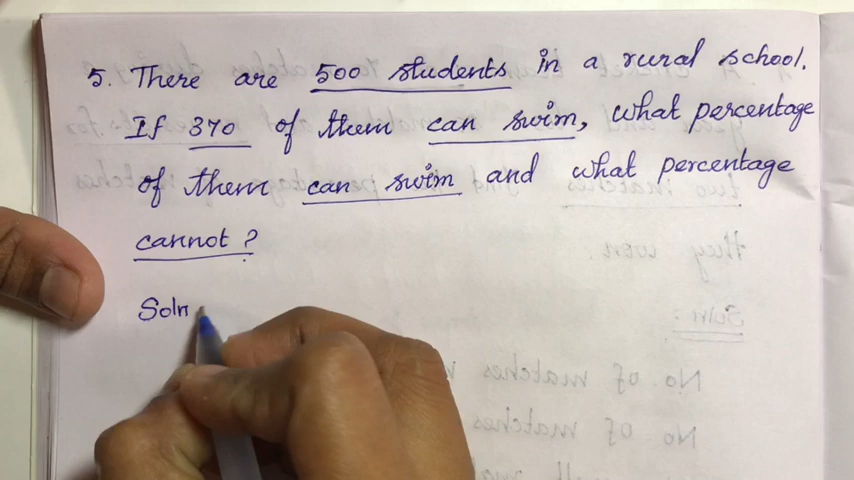 5. There are 500 students in a rural school.
If 370 of them can swim, what percentage
of them can swim and what percentage
cannot?
Soln